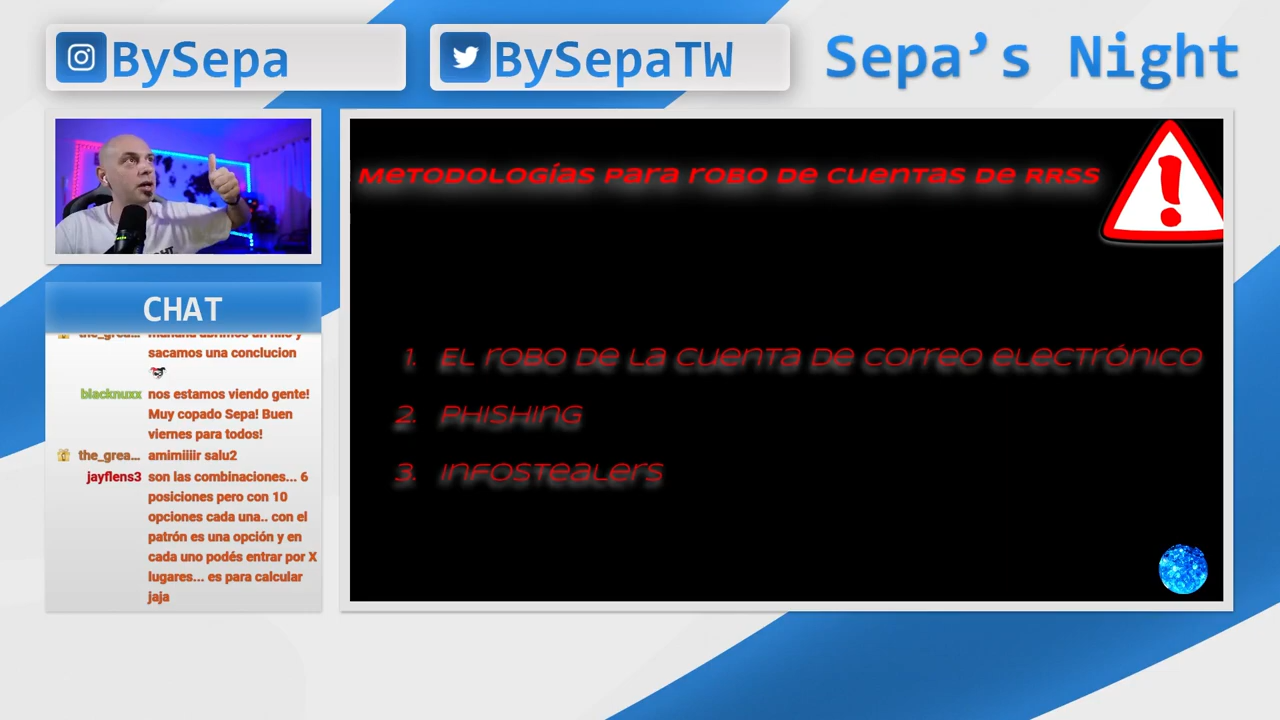 BySepa
BySepaTW
Sepa's Night
Metodologías para robo de cuentas de RRSS
1. El robo de la cuenta de correo electrónico
2. Phishing
3. Infostealers
CHAT
sacamos una conclucion
blacknuxx nos estamos viendo gente!
Muy copado Sepa! Buen
viernes para todos!
the_grea... amimiiiir salu2
jayflens3 son las combinaciones... 6
posiciones pero con 10
opciones cada una.. con el
patrón es una opción y en
cada uno podés entrar por X
lugares... es para calcular
jaja